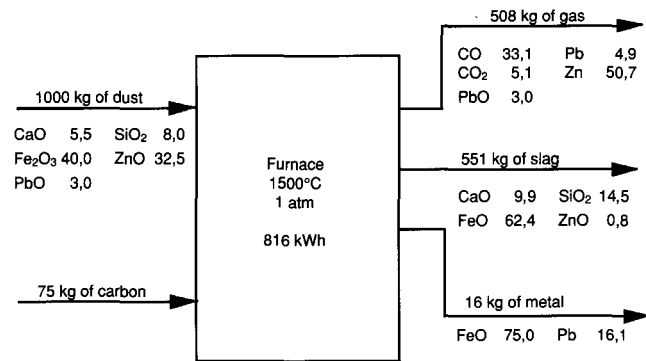 508 kg of gas
CO 33,1 Pb 4,9
CO₂ 5,1 Zn 50,7
PbO 3,0
1000 kg of dust
CaO 5,5 SiO₂ 8,0
Fe₂O₃ 40,0 ZnO 32,5
PbO 3,0
Furnace
1500°C
1 atm
816 kWh
551 kg of slag
CaO 9,9 SiO₂ 14,5
FeO 62,4 ZnO 0,8
75 kg of carbon
16 kg of metal
FeO 75,0 Pb 16,1